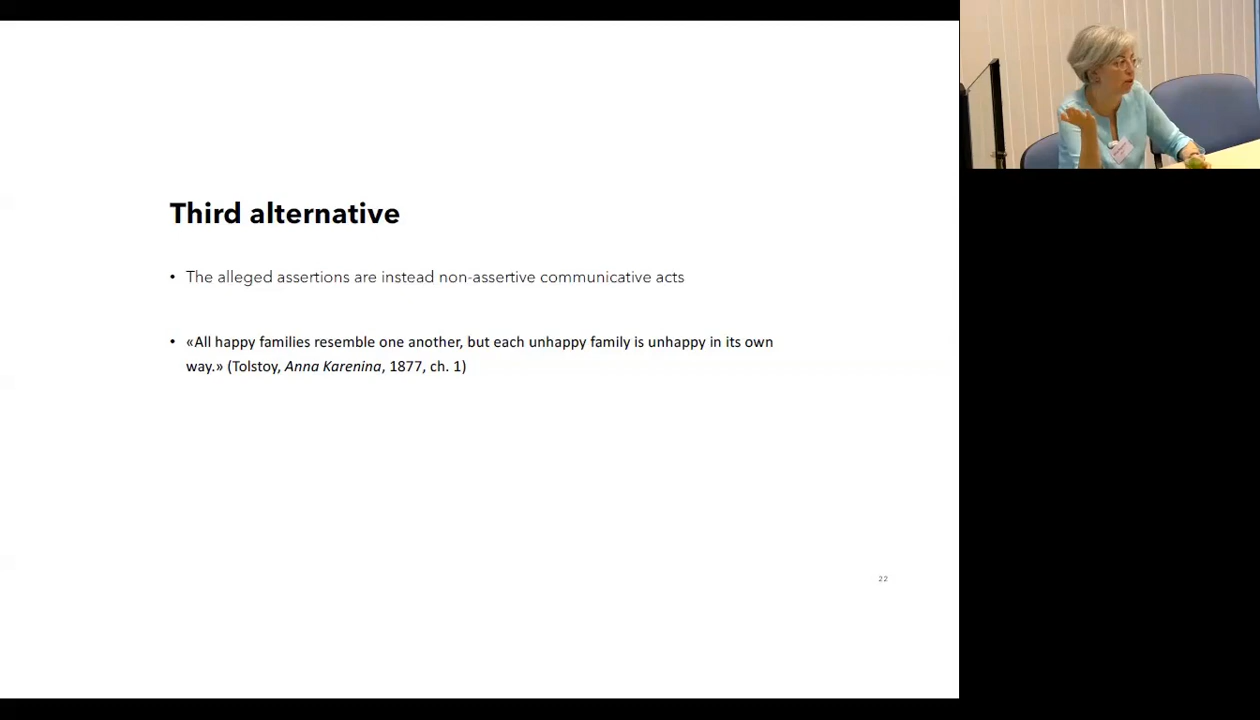 Third alternative
• The alleged assertions are instead non-assertive communicative acts
• «All happy families resemble one another, but each unhappy family is unhappy in its own
way.» (Tolstoy, Anna Karenina, 1877, ch. 1)
22